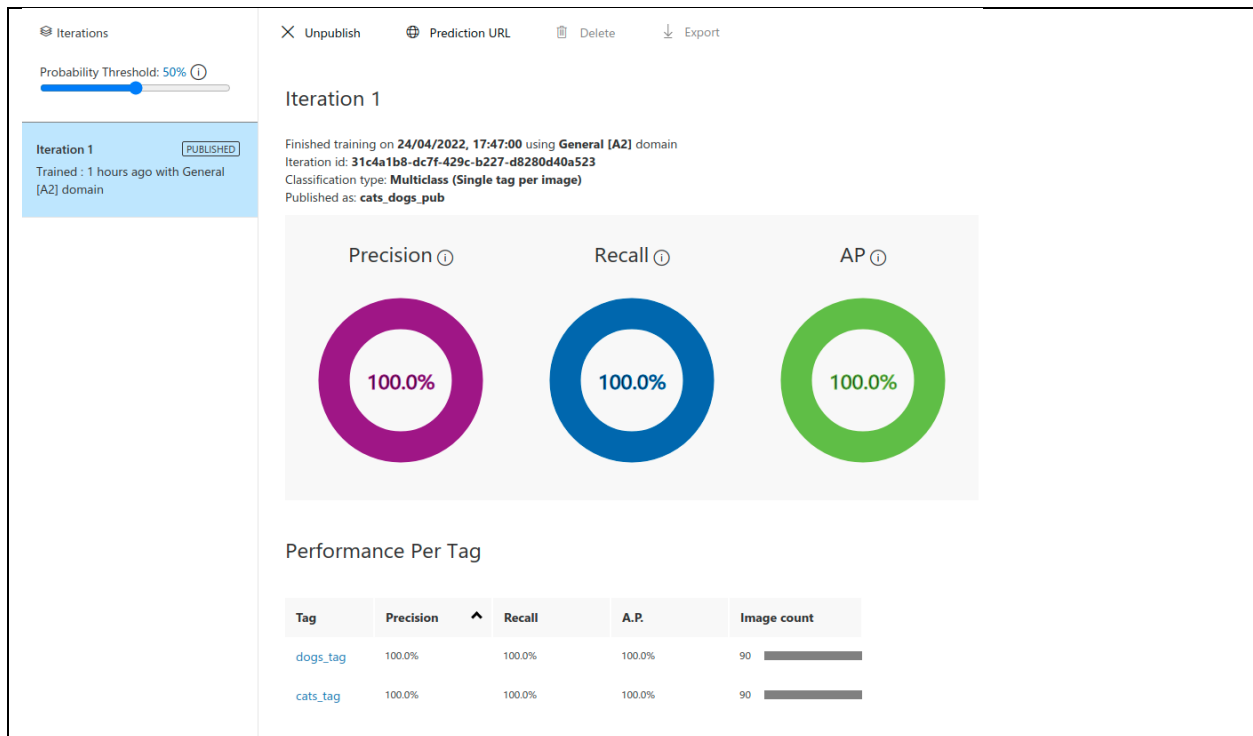 Iterations
Unpublish Prediction URL Delete Export
Probability Threshold: 50%
Iteration 1 PUBLISHED
Trained : 1 hours ago with General
[A2] domain
Iteration 1
Finished training on 24/04/2022, 17:47:00 using General [A2] domain
Iteration id: 31c4a1b8-dc7f-429c-b227-d8280d40a523
Classification type: Multiclass (Single tag per image)
Published as: cats_dogs_pub
Precision Recall AP
100.0% 100.0% 100.0%
Performance Per Tag
Tag Precision Recall A.P. Image count
dogs_tag 100.0% 100.0% 100.0% 90
cats_tag 100.0% 100.0% 100.0% 90